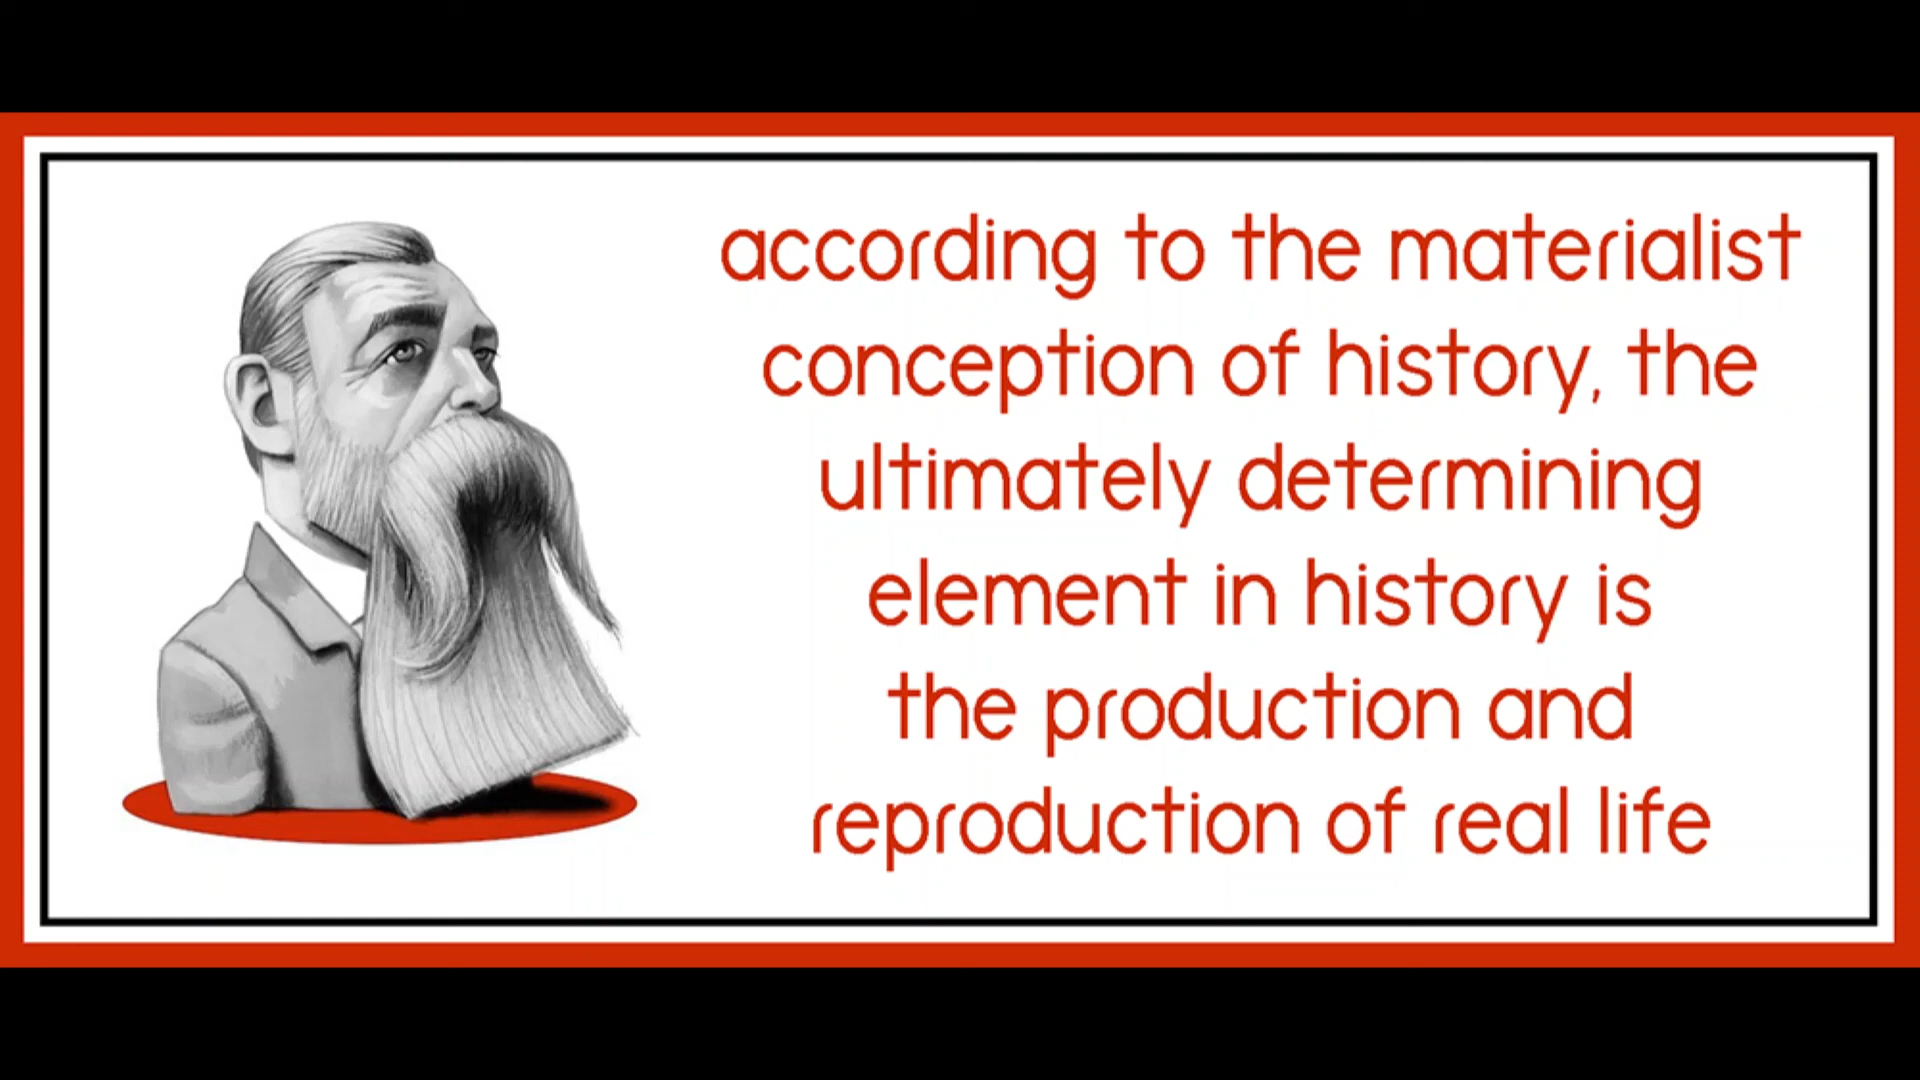 according to the materialist
conception of history, the
ultimately determining
element in history is
the production and
reproduction of real life